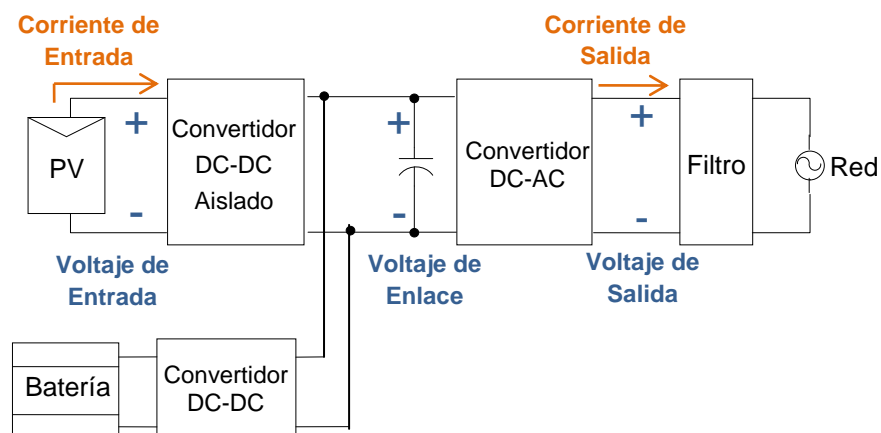 Corriente de
Entrada
Corriente de
Salida
PV
+
-
Convertidor
DC-DC
Aislado
+
-
Convertidor
DC-AC
+
-
Filtro
Red
Voltaje de
Entrada
Voltaje de
Enlace
Voltaje de
Salida
Batería
Convertidor
DC-DC